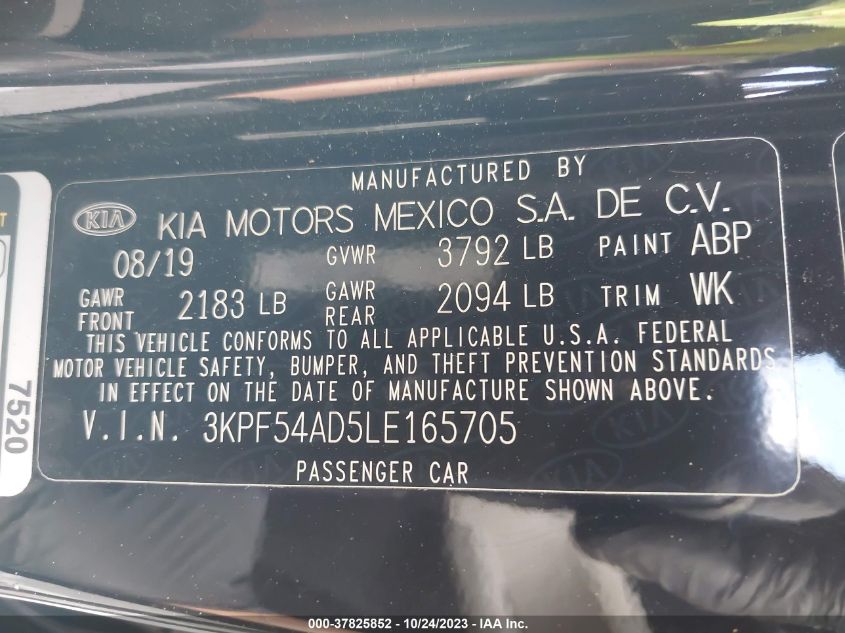 MANUFACTURED BY
KIA KIA MOTORS MEXICO S.A. DE C.V.
08/19 GVWR 3792 LB PAINT ABP
GAWR FRONT 2183 LB GAWR REAR 2094 LB TRIM WK
THIS VEHICLE CONFORMS TO ALL APPLICABLE U.S.A. FEDERAL
MOTOR VEHICLE SAFETY, BUMPER, AND THEFT PREVENTION STANDARDS
IN EFFECT ON THE DATE OF MANUFACTURE SHOWN ABOVE.
V.I.N. 3KPF54AD5LE165705
PASSENGER CAR
7520
000-37825852 - 10/24/2023 - IAA Inc.